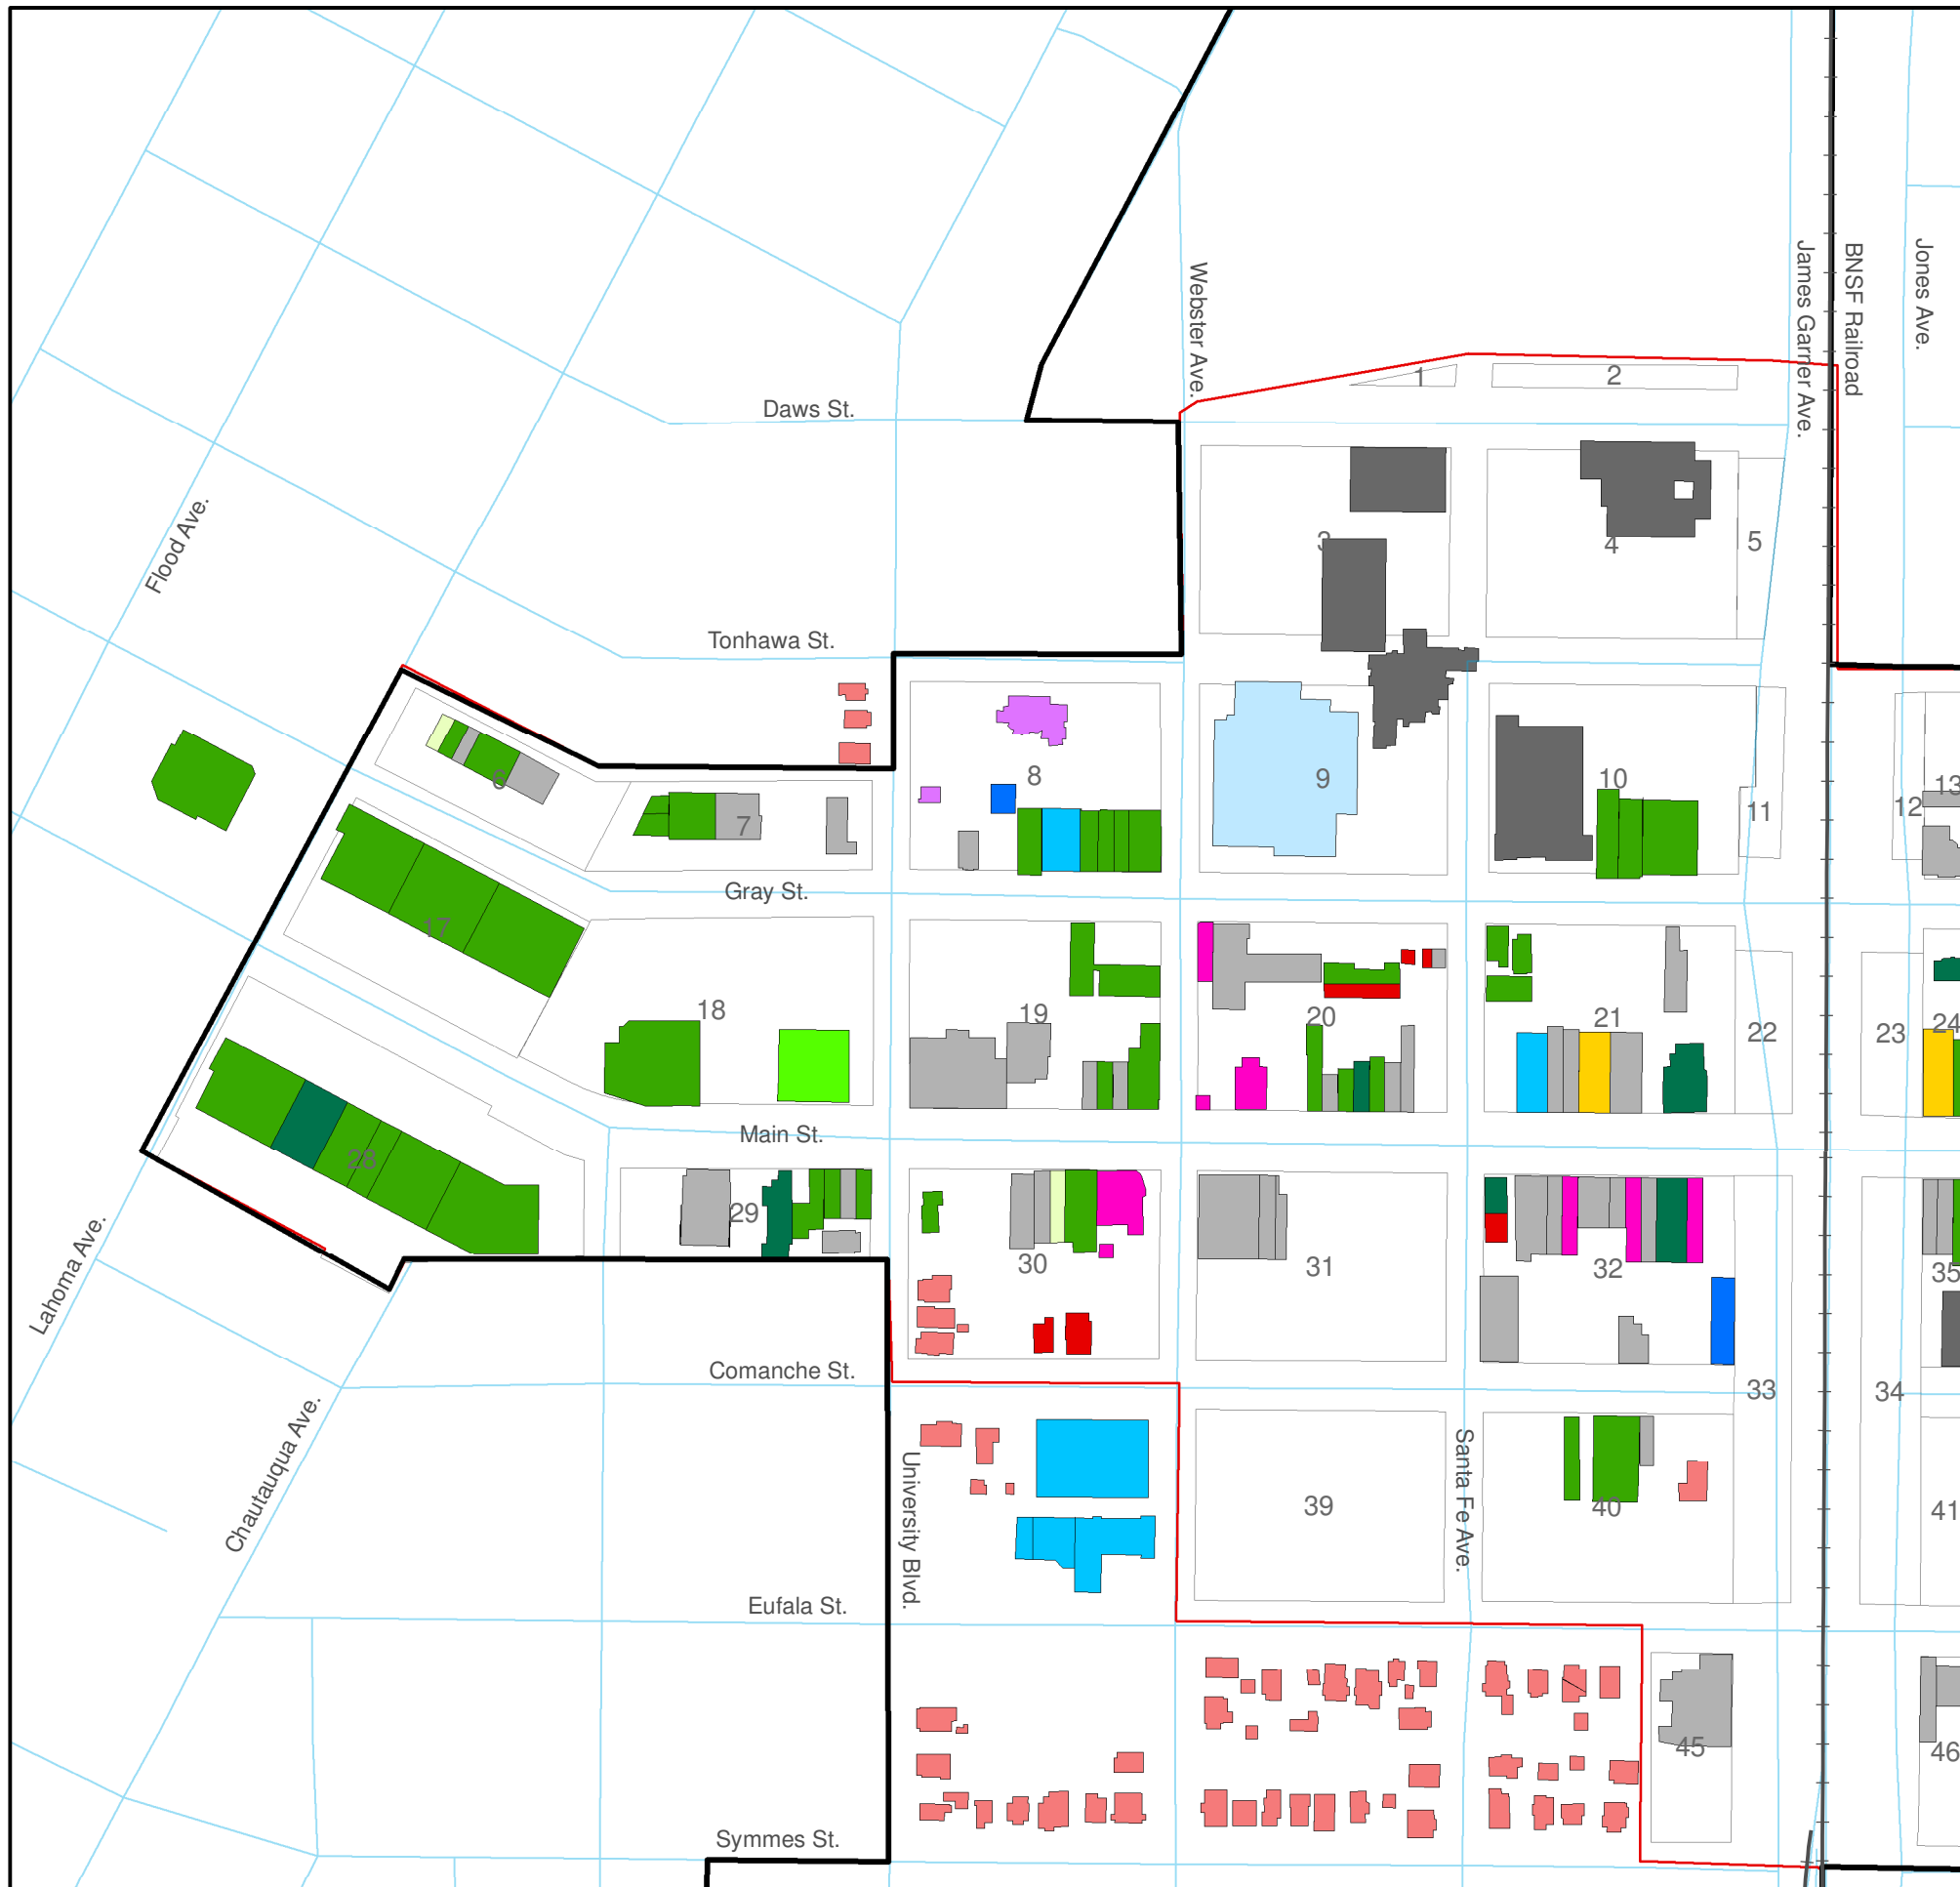 Webster Ave.
James Garner Ave.
BNSF Railroad
Jones Ave.
1
2
Daws St.
Flood Ave.
3
4
5
Tonhawa St.
6
7
8
9
10
11
12
13
Gray St.
17
18
19
20
21
22
23
24
Main St.
28
29
30
31
32
33
34
35
Lahoma Ave.
Comanche St.
Chautauqua Ave.
University Blvd.
Santa Fe Ave.
39
40
41
Eufala St.
45
46
Symmes St.